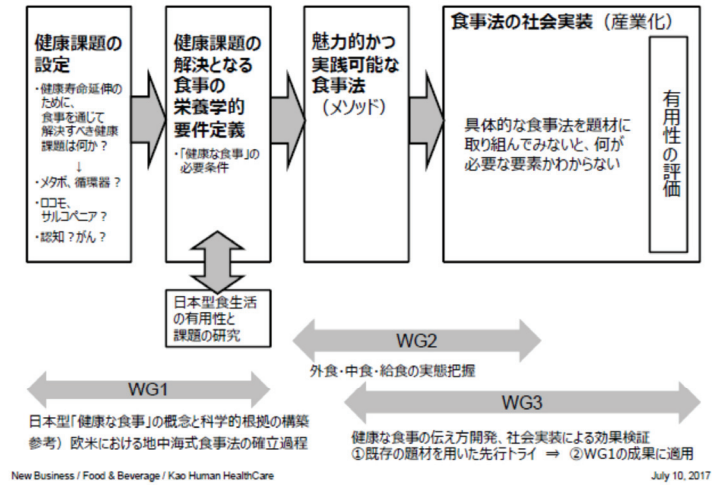 健康課題の
設定
・健康寿命延伸の
ために、
食事を通じて
解決すべき健康
課題は何か？
↓
・メタボ、循環器？
・ロコモ、
サルコペニア？
・認知？がん？
健康課題の
解決となる
食事の
栄養学的
要件定義
・「健康な食事」の
必要条件
魅力的かつ
実践可能な
食事法
（メソッド）
食事法の社会実装（産業化）
具体的な食事法を題材に
取り組んでみないと、何が
必要な要素かわからない
有用性の評価
日本型食生活
の有用性と
課題の研究
WG2
外食・中食・給食の実態把握
WG1
日本型「健康な食事」の概念と科学的根拠の構築
参考） 欧米における地中海式食事法の確立過程
WG3
健康な食事の伝え方開発、社会実装による効果検証
①既存の題材を用いた先行トライ ⇒ ②WG1の成果に適用
New Business / Food & Beverage / Kao Human HealthCare
July 10, 2017